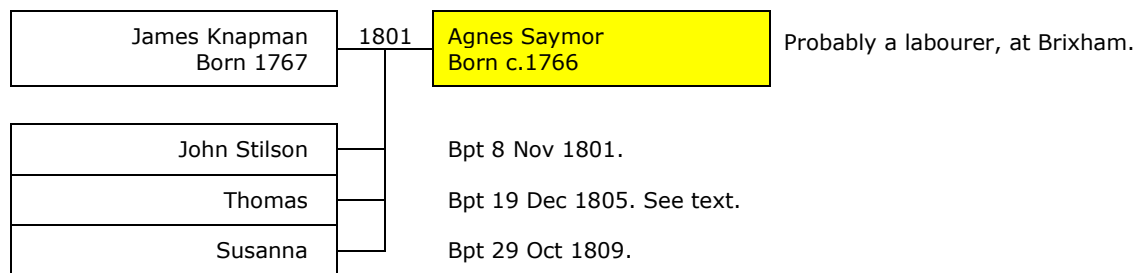 James Knapman
Born 1767
1801
Agnes Saymor
Born c.1766
Probably a labourer, at Brixham.
John Stilson
Bpt 8 Nov 1801.
Thomas
Bpt 19 Dec 1805. See text.
Susanna
Bpt 29 Oct 1809.